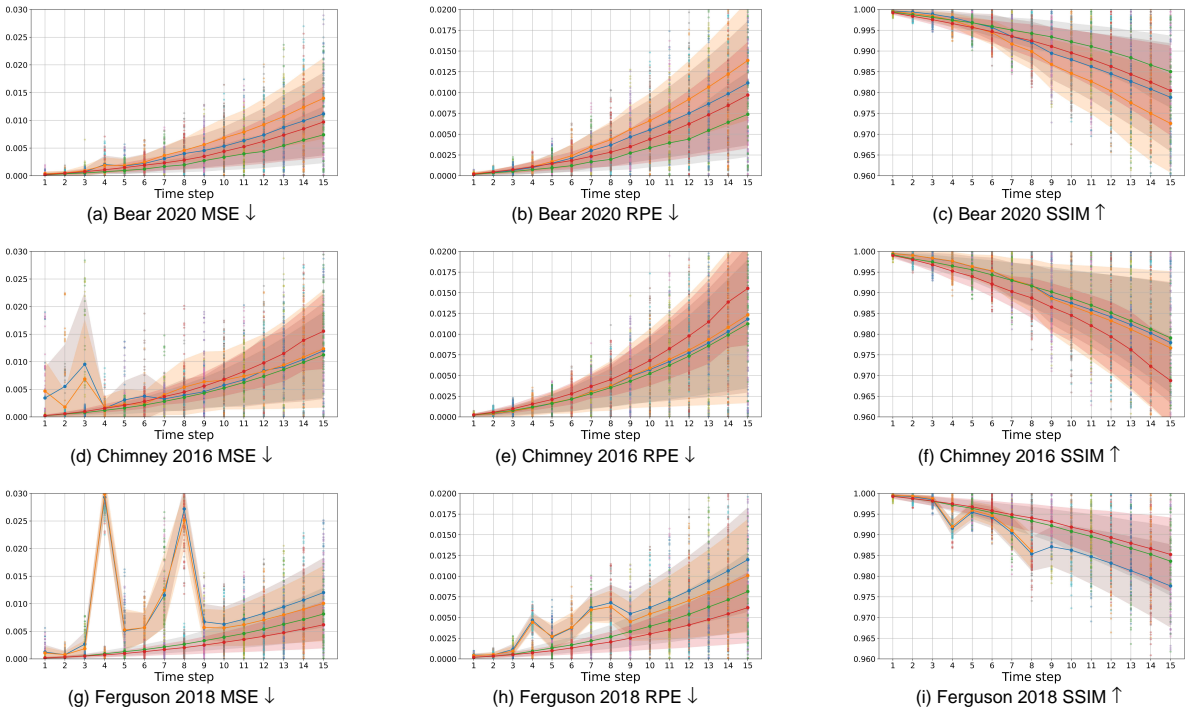 0.030 0.0200 1.000
0.025 0.0175 0.995
0.020 0.0150 0.990
0.0125 0.985
0.015 0.0100 0.980
0.010 0.0075 0.975
0.0050 0.970
0.005 0.0025 0.965
0.000 0.0000 0.960
1 2 3 4 5 6 7 8 9 10 11 12 13 14 15 1 2 3 4 5 6 7 8 9 10 11 12 13 14 15 1 2 3 4 5 6 7 8 9 10 11 12 13 14 15
Time step Time step Time step
(a) Bear 2020 MSE ↓ (b) Bear 2020 RPE ↓ (c) Bear 2020 SSIM ↑
0.030 0.0200 1.000
0.025 0.0175 0.995
0.020 0.0150 0.990
0.0125 0.985
0.015 0.0100 0.980
0.010 0.0075 0.975
0.0050 0.970
0.005 0.0025 0.965
0.000 0.0000 0.960
1 2 3 4 5 6 7 8 9 10 11 12 13 14 15 1 2 3 4 5 6 7 8 9 10 11 12 13 14 15 1 2 3 4 5 6 7 8 9 10 11 12 13 14 15
Time step Time step Time step
(d) Chimney 2016 MSE ↓ (e) Chimney 2016 RPE ↓ (f) Chimney 2016 SSIM ↑
0.030 0.0200 1.000
0.025 0.0175 0.995
0.020 0.0150 0.990
0.0125 0.985
0.015 0.0100 0.980
0.010 0.0075 0.975
0.0050 0.970
0.005 0.0025 0.965
0.000 0.0000 0.960
1 2 3 4 5 6 7 8 9 10 11 12 13 14 15 1 2 3 4 5 6 7 8 9 10 11 12 13 14 15 1 2 3 4 5 6 7 8 9 10 11 12 13 14 15
Time step Time step Time step
(g) Ferguson 2018 MSE ↓ (h) Ferguson 2018 RPE ↓ (i) Ferguson 2018 SSIM ↑